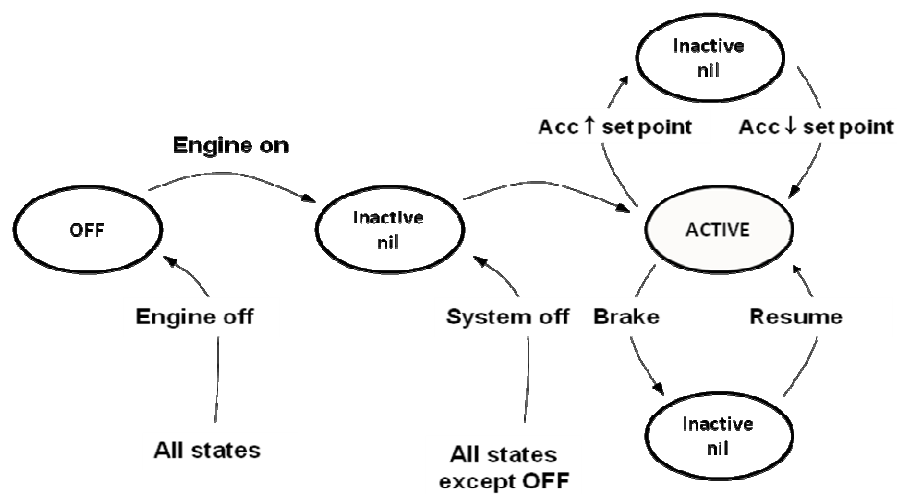 Inactive
nil
Acc ↑ set point
Acc ↓ set point
Engine on
OFF
Inactive
nil
ACTIVE
Engine off
System off
Brake
Resume
All states
All states
except OFF
Inactive
nil